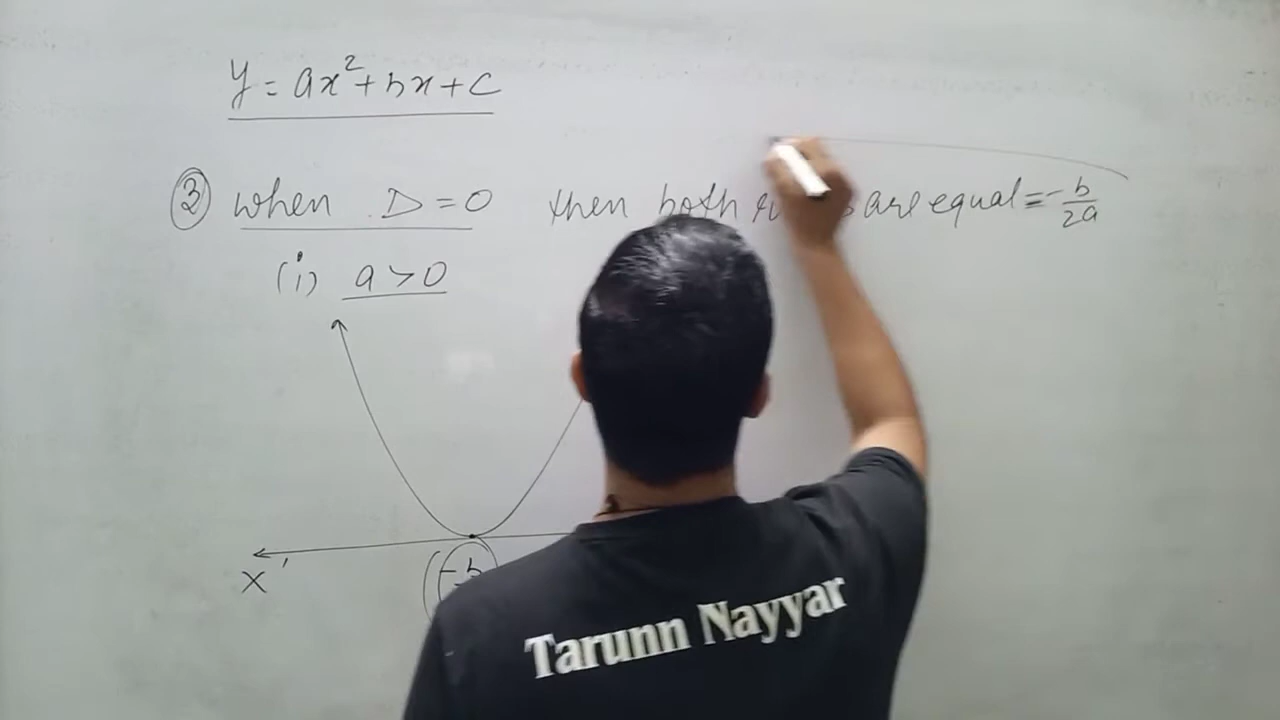 y = ax²+bx+c
③ when D=0 then both are equal = -b/2a
(i) a>0
X'
(-b
Tarunn Nayyar